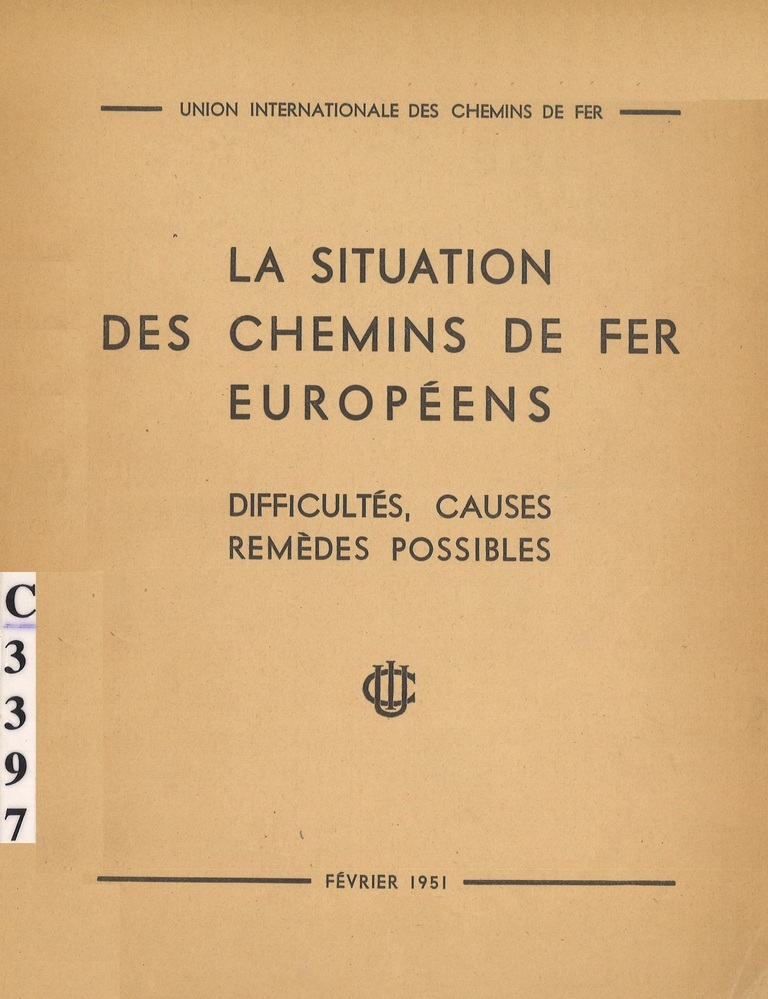 UNION INTERNATIONALE DES CHEMINS DE FER
LA SITUATION
DES CHEMINS DE FER
EUROPÉENS
DIFFICULTÉS, CAUSES
REMÈDES POSSIBLES
UIC
C
3
3
9
7
FÉVRIER 1951